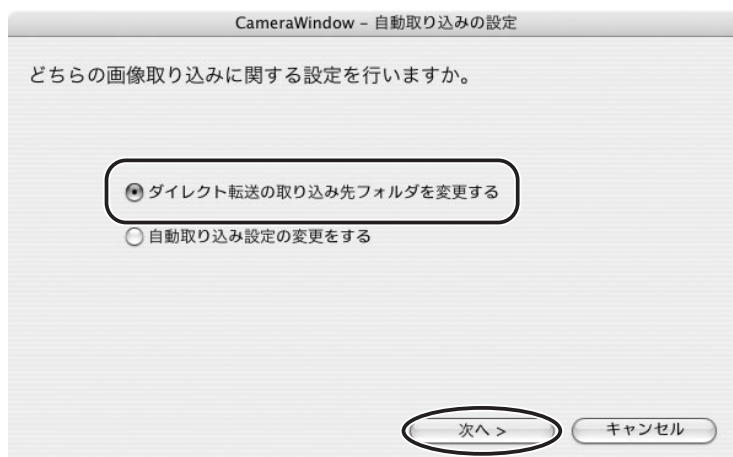 CameraWindow – 自動取り込みの設定
どちらの画像取り込みに関する設定を行いますか。
ダイレクト転送の取り込み先フォルダを変更する
自動取り込み設定の変更をする
次へ > キャンセル